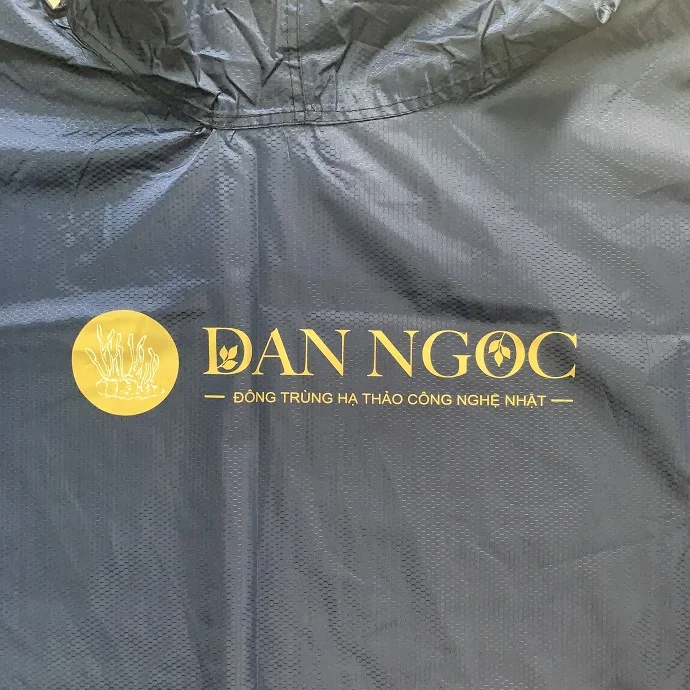 ĐAN NGỌC
ĐÔNG TRÙNG HẠ THẢO CÔNG NGHỆ NHẬT